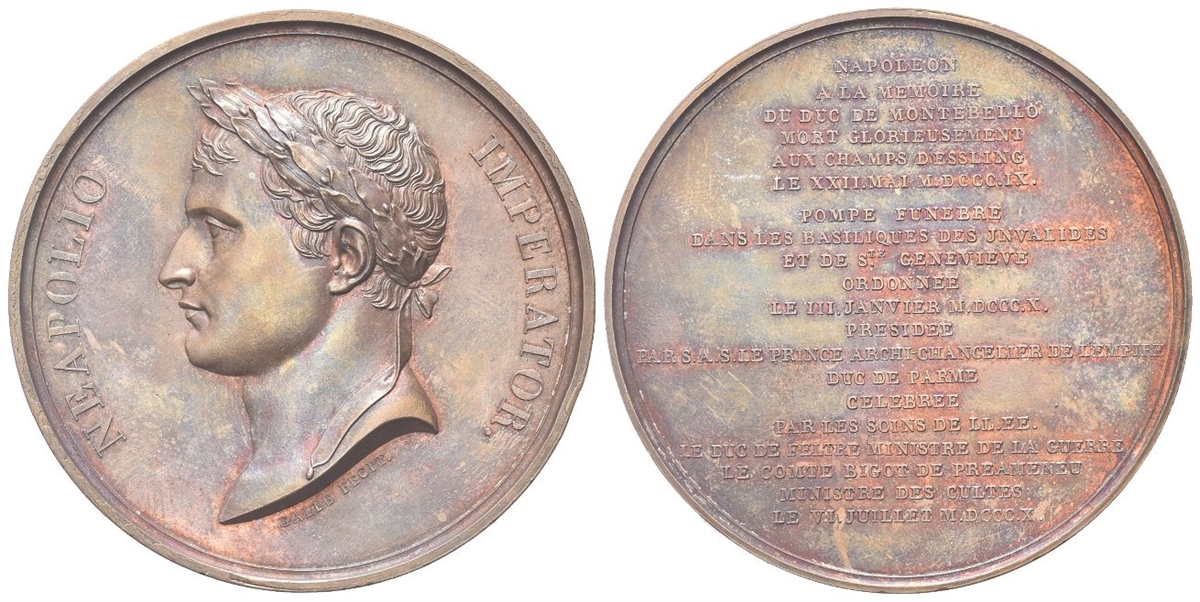 NEAPOLIO IMPERATOR.
GALLE FECIT.
NAPOLEON
A LA MEMOIRE
DU DUC DE MONTEBELLO
MORT GLORIEUSEMENT
AUX CHAMPS D'ESSLING
LE XXII.MAI M.DCCC.IX.
POMPE FUNEBRE
DANS LES BASILIQUES DES JNVALIDES
ET DE S.TE GENEVIEVE
ORDONNEE
LE III.JANVIER M.DCCC.X.
PRESIDEE
PAR S.A.S.LE PRINCE ARCHI-CHANCELIER DE L'EMPIRE
DUC DE PARME
CELEBREE
PAR LES SOINS DE LL.EE.
LE DUC DE FELTRE MINISTRE DE LA GUERRE
LE COMTE BIGOT DE PREAMENEU
MINISTRE DES CULTES
LE VI.JUILLET M.DCCC.X.